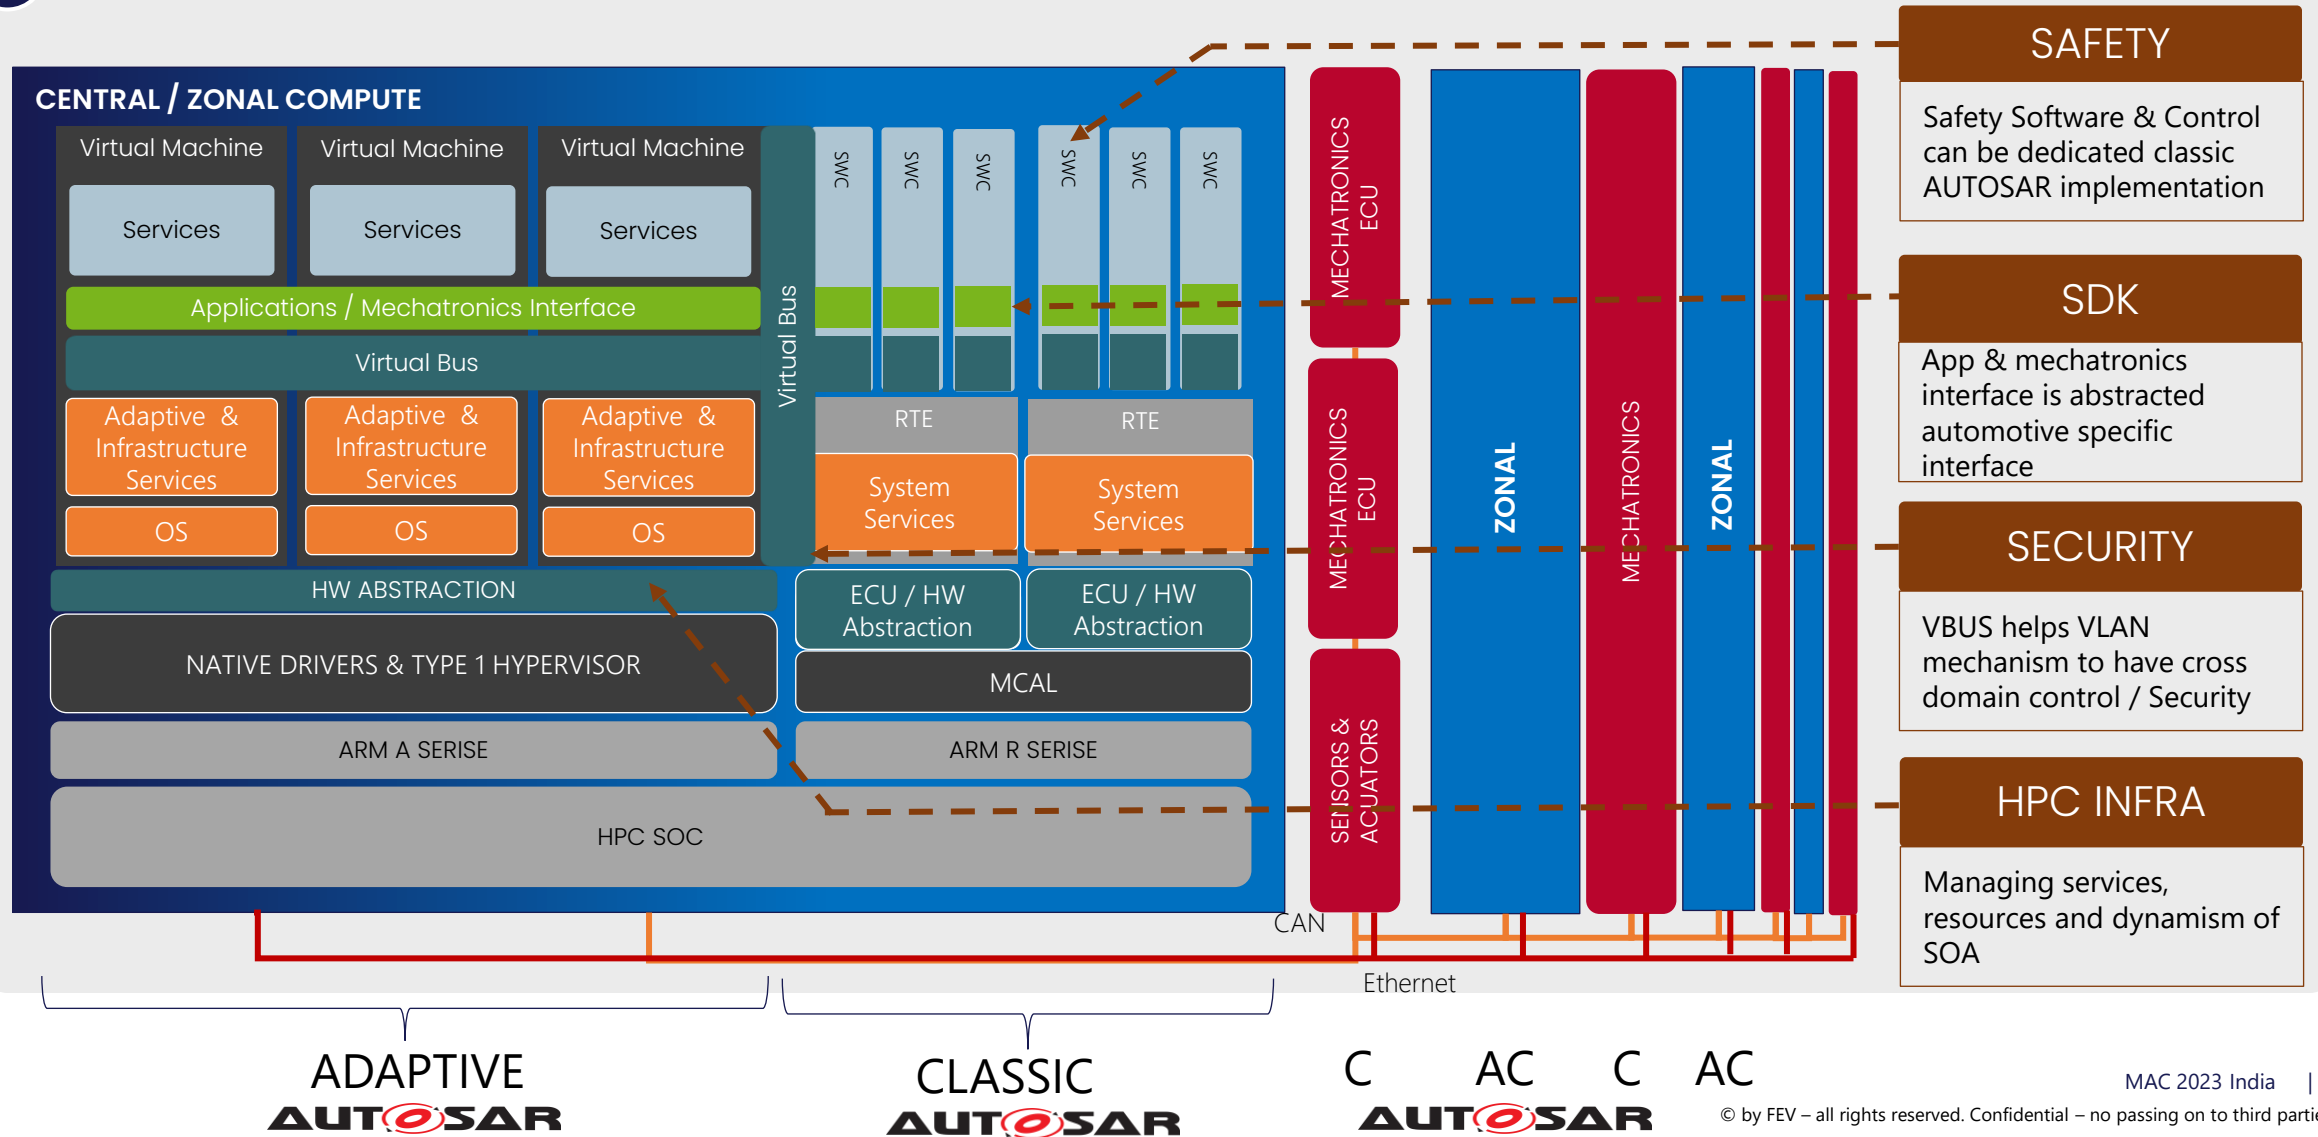 CENTRAL / ZONAL COMPUTE
Virtual Machine
Services
Virtual Machine
Services
Virtual Machine
Services
Applications / Mechatronics Interface
Virtual Bus
Virtual Bus
Adaptive &
Infrastructure
Services
Adaptive &
Infrastructure
Services
Adaptive &
Infrastructure
Services
OS
OS
OS
HW ABSTRACTION
NATIVE DRIVERS & TYPE 1 HYPERVISOR
ARM A SERISE
HPC SOC
SWC
SWC
SWC
SWC
SWC
SWC
RTE
RTE
System
Services
System
Services
ECU / HW
Abstraction
ECU / HW
Abstraction
MCAL
ARM R SERISE
MECHATRONICS
ECU
MECHATRONICS
ECU
SENSORS &
ACUATORS
ZONAL
MECHATRONICS
ZONAL
CAN
Ethernet
SAFETY
Safety Software & Control
can be dedicated classic
AUTOSAR implementation
SDK
App & mechatronics
interface is abstracted
automotive specific
interface
SECURITY
VBUS helps VLAN
mechanism to have cross
domain control / Security
HPC INFRA
Managing services,
resources and dynamism of
SOA
ADAPTIVE
AUTOSAR
CLASSIC
AUTOSAR
C AC C AC
AUTOSAR
MAC 2023 India |
© by FEV – all rights reserved. Confidential – no passing on to third partie